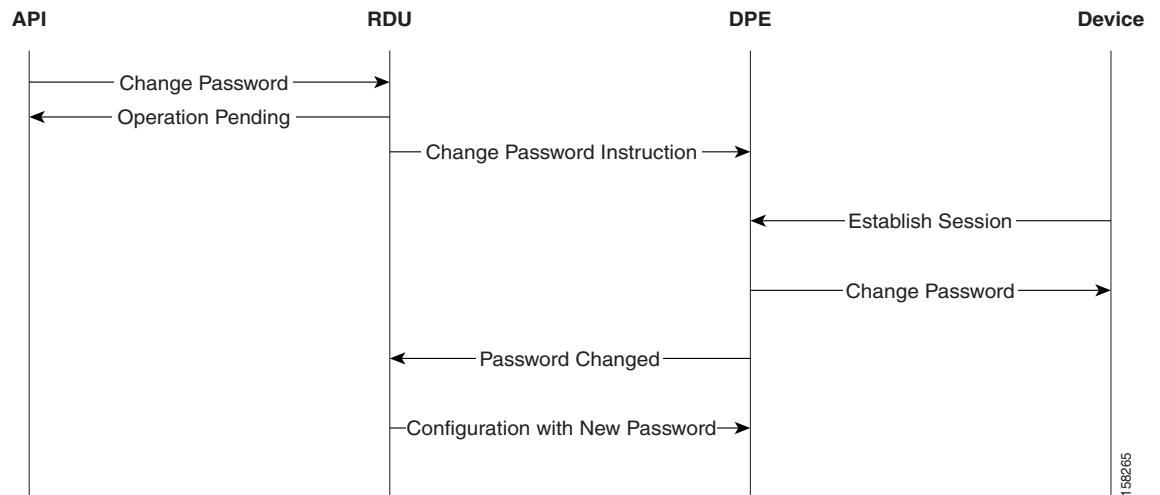 API
RDU
DPE
Device
Change Password
Operation Pending
Change Password Instruction
Establish Session
Change Password
Password Changed
Configuration with New Password
158265